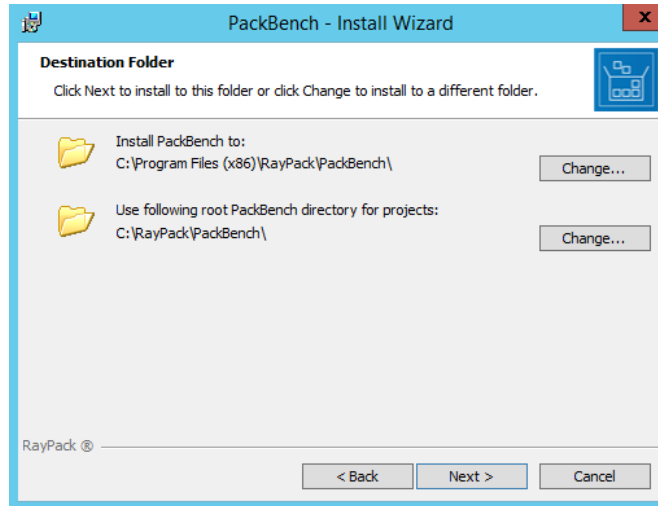 PackBench - Install Wizard
x
Destination Folder
Click Next to install to this folder or click Change to install to a different folder.
Install PackBench to:
C:\Program Files (x86)\RayPack\PackBench\
Change...
Use following root PackBench directory for projects:
C:\RayPack\PackBench\
Change...
RayPack ®
< Back
Next >
Cancel